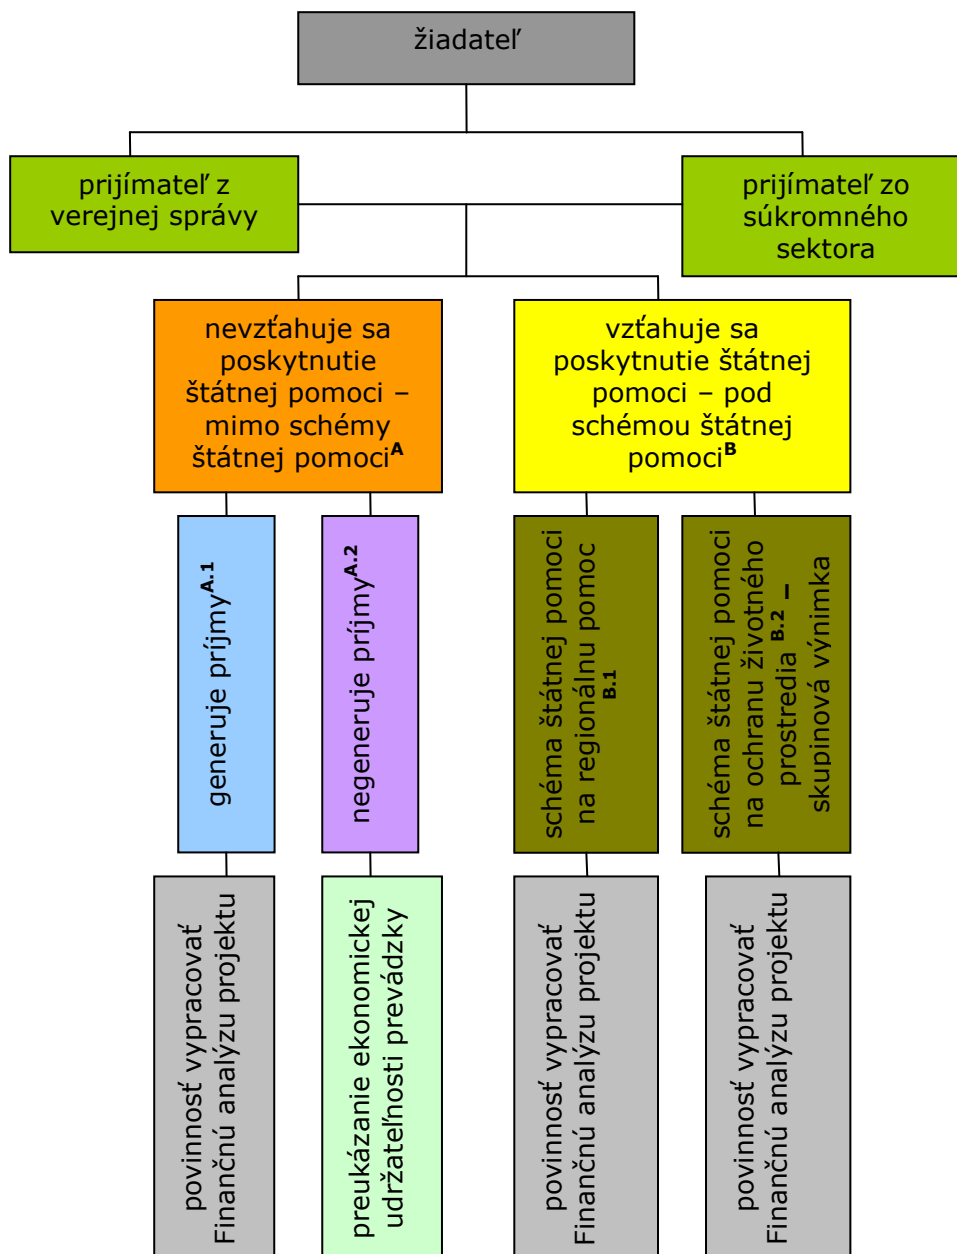 žiadateľ
prijímateľ z
verejnej správy
prijímateľ zo
súkromného
sektora
nevzťahuje sa
poskytnutie
štátnej pomoci –
mimo schémy
štátnej pomoci A
vzťahuje sa
poskytnutie štátnej
pomoci – pod
schémou štátnej
pomoci B
generuje príjmy A.1
negeneruje príjmy A.2
schéma štátnej pomoci
na regionálnu pomoc
B.1
schéma štátnej pomoci
na ochranu životného
prostredia B.2 –
skupinová výnimka
povinnosť vypracovať
Finančnú analýzu projektu
preukázanie ekonomickej
udržateľnosti prevádzky
povinnosť vypracovať
Finančnú analýzu projektu
povinnosť vypracovať
Finančnú analýzu projektu